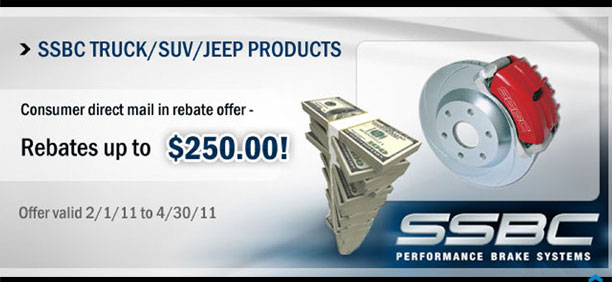 SSBC TRUCK/SUV/JEEP PRODUCTS
Consumer direct mail in rebate offer -
Rebates up to $250.00!
Offer valid 2/1/11 to 4/30/11
SSBC
SSBC
PERFORMANCE BRAKE SYSTEMS